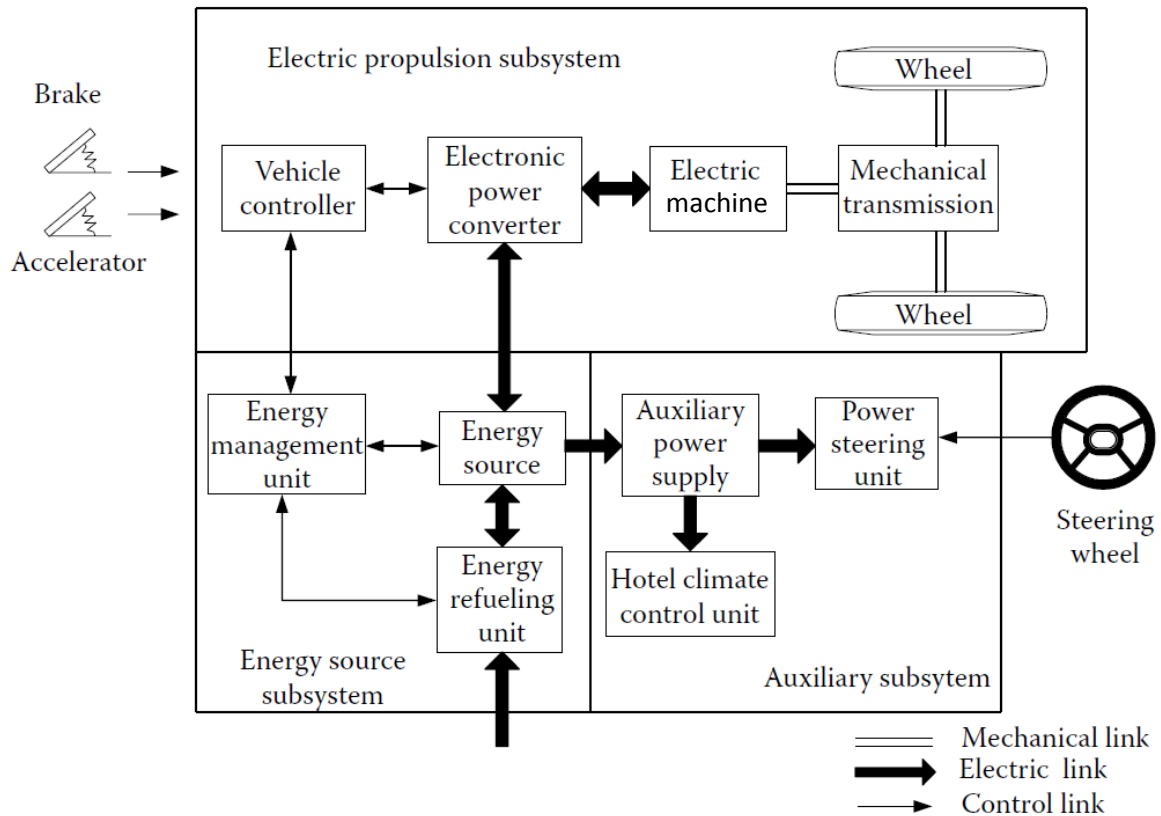 Electric propulsion subsystem
Wheel
Brake
Vehicle
controller
Electronic
power
converter
Electric
machine
Mechanical
transmission
Accelerator
Wheel
Energy
management
unit
Energy
source
Auxiliary
power
supply
Power
steering
unit
Steering
wheel
Energy
refueling
unit
Hotel climate
control unit
Energy source
subsystem
Auxiliary subsytem
Mechanical link
Electric link
Control link